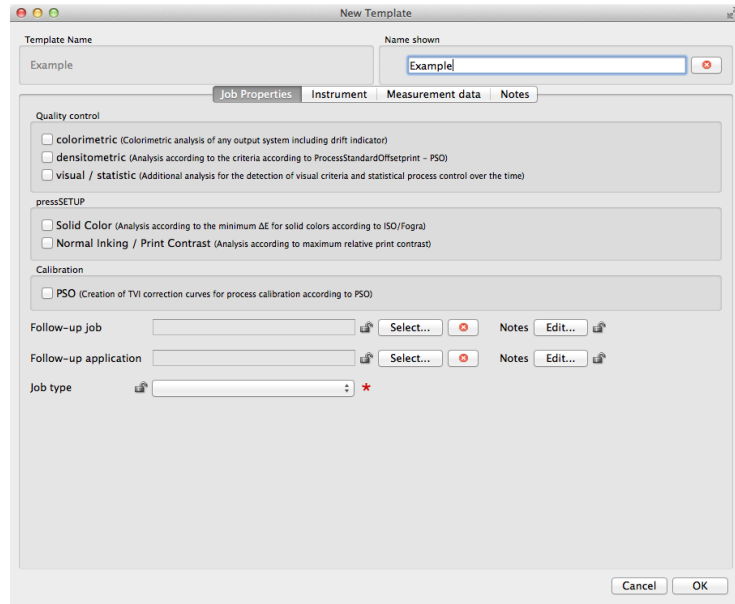 New Template
Template Name
Name shown
Example
Example
Job Properties Instrument Measurement data Notes
Quality control
colorimetric (Colorimetric analysis of any output system including drift indicator)
densitometric (Analysis according to the criteria according to ProcessStandardOffsetprint - PSO)
visual / statistic (Additional analysis for the detection of visual criteria and statistical process control over the time)
pressSETUP
Solid Color (Analysis according to the minimum ΔE for solid colors according to ISO/Fogra)
Normal Inking / Print Contrast (Analysis according to maximum relative print contrast)
Calibration
PSO (Creation of TVI correction curves for process calibration according to PSO)
Follow-up job Select... Notes Edit...
Follow-up application Select... Notes Edit...
Job type *
Cancel OK